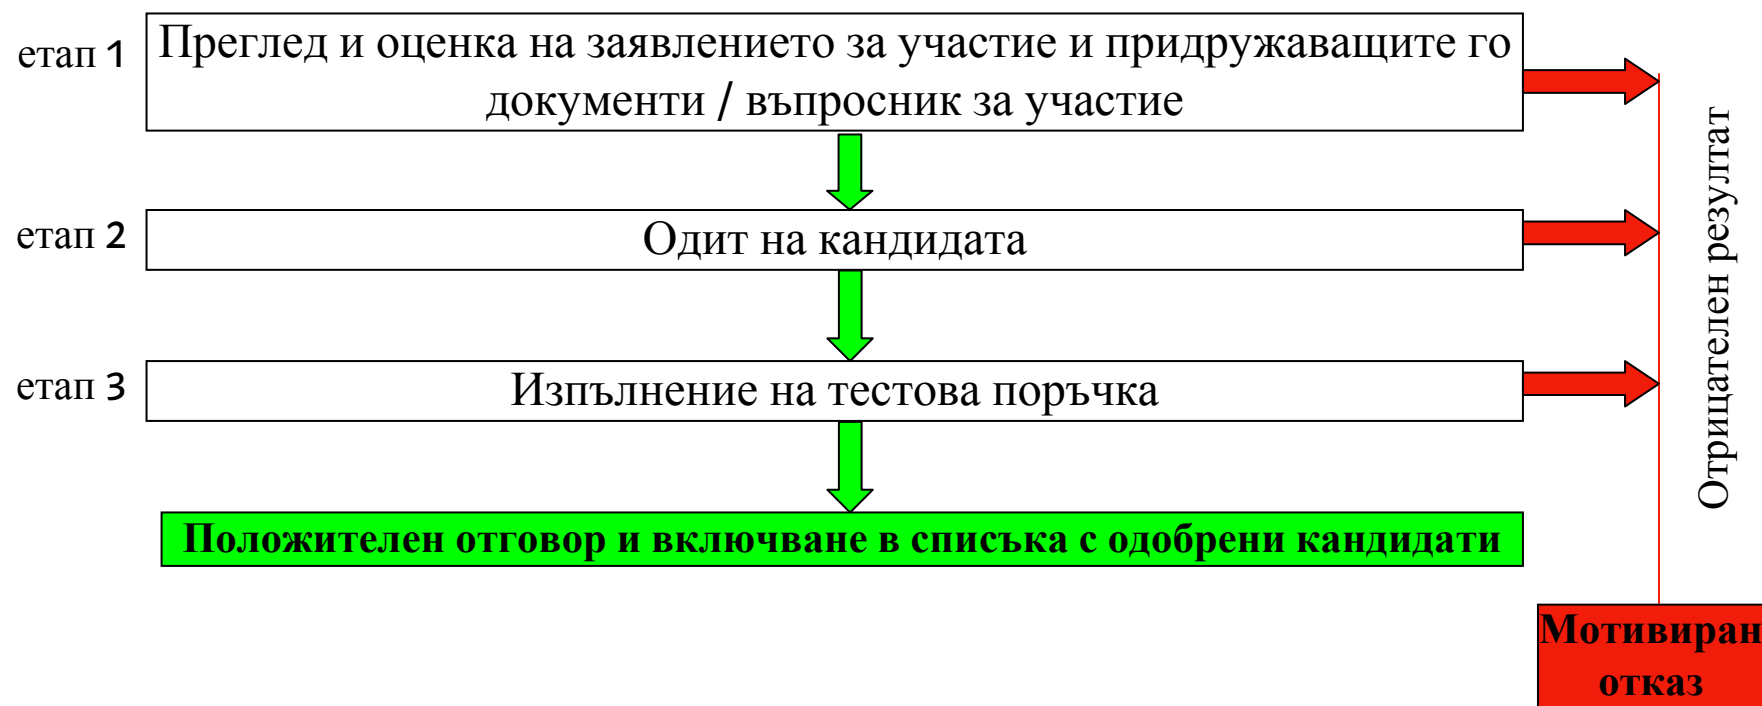 етап 1
Преглед и оценка на заявлението за участие и придружаващите го
документи / въпросник за участие
етап 2
Одит на кандидата
етап 3
Изпълнение на тестова поръчка
Положителен отговор и включване в списъка с одобрени кандидати
Отрицателен резултат
Мотивиран
отказ